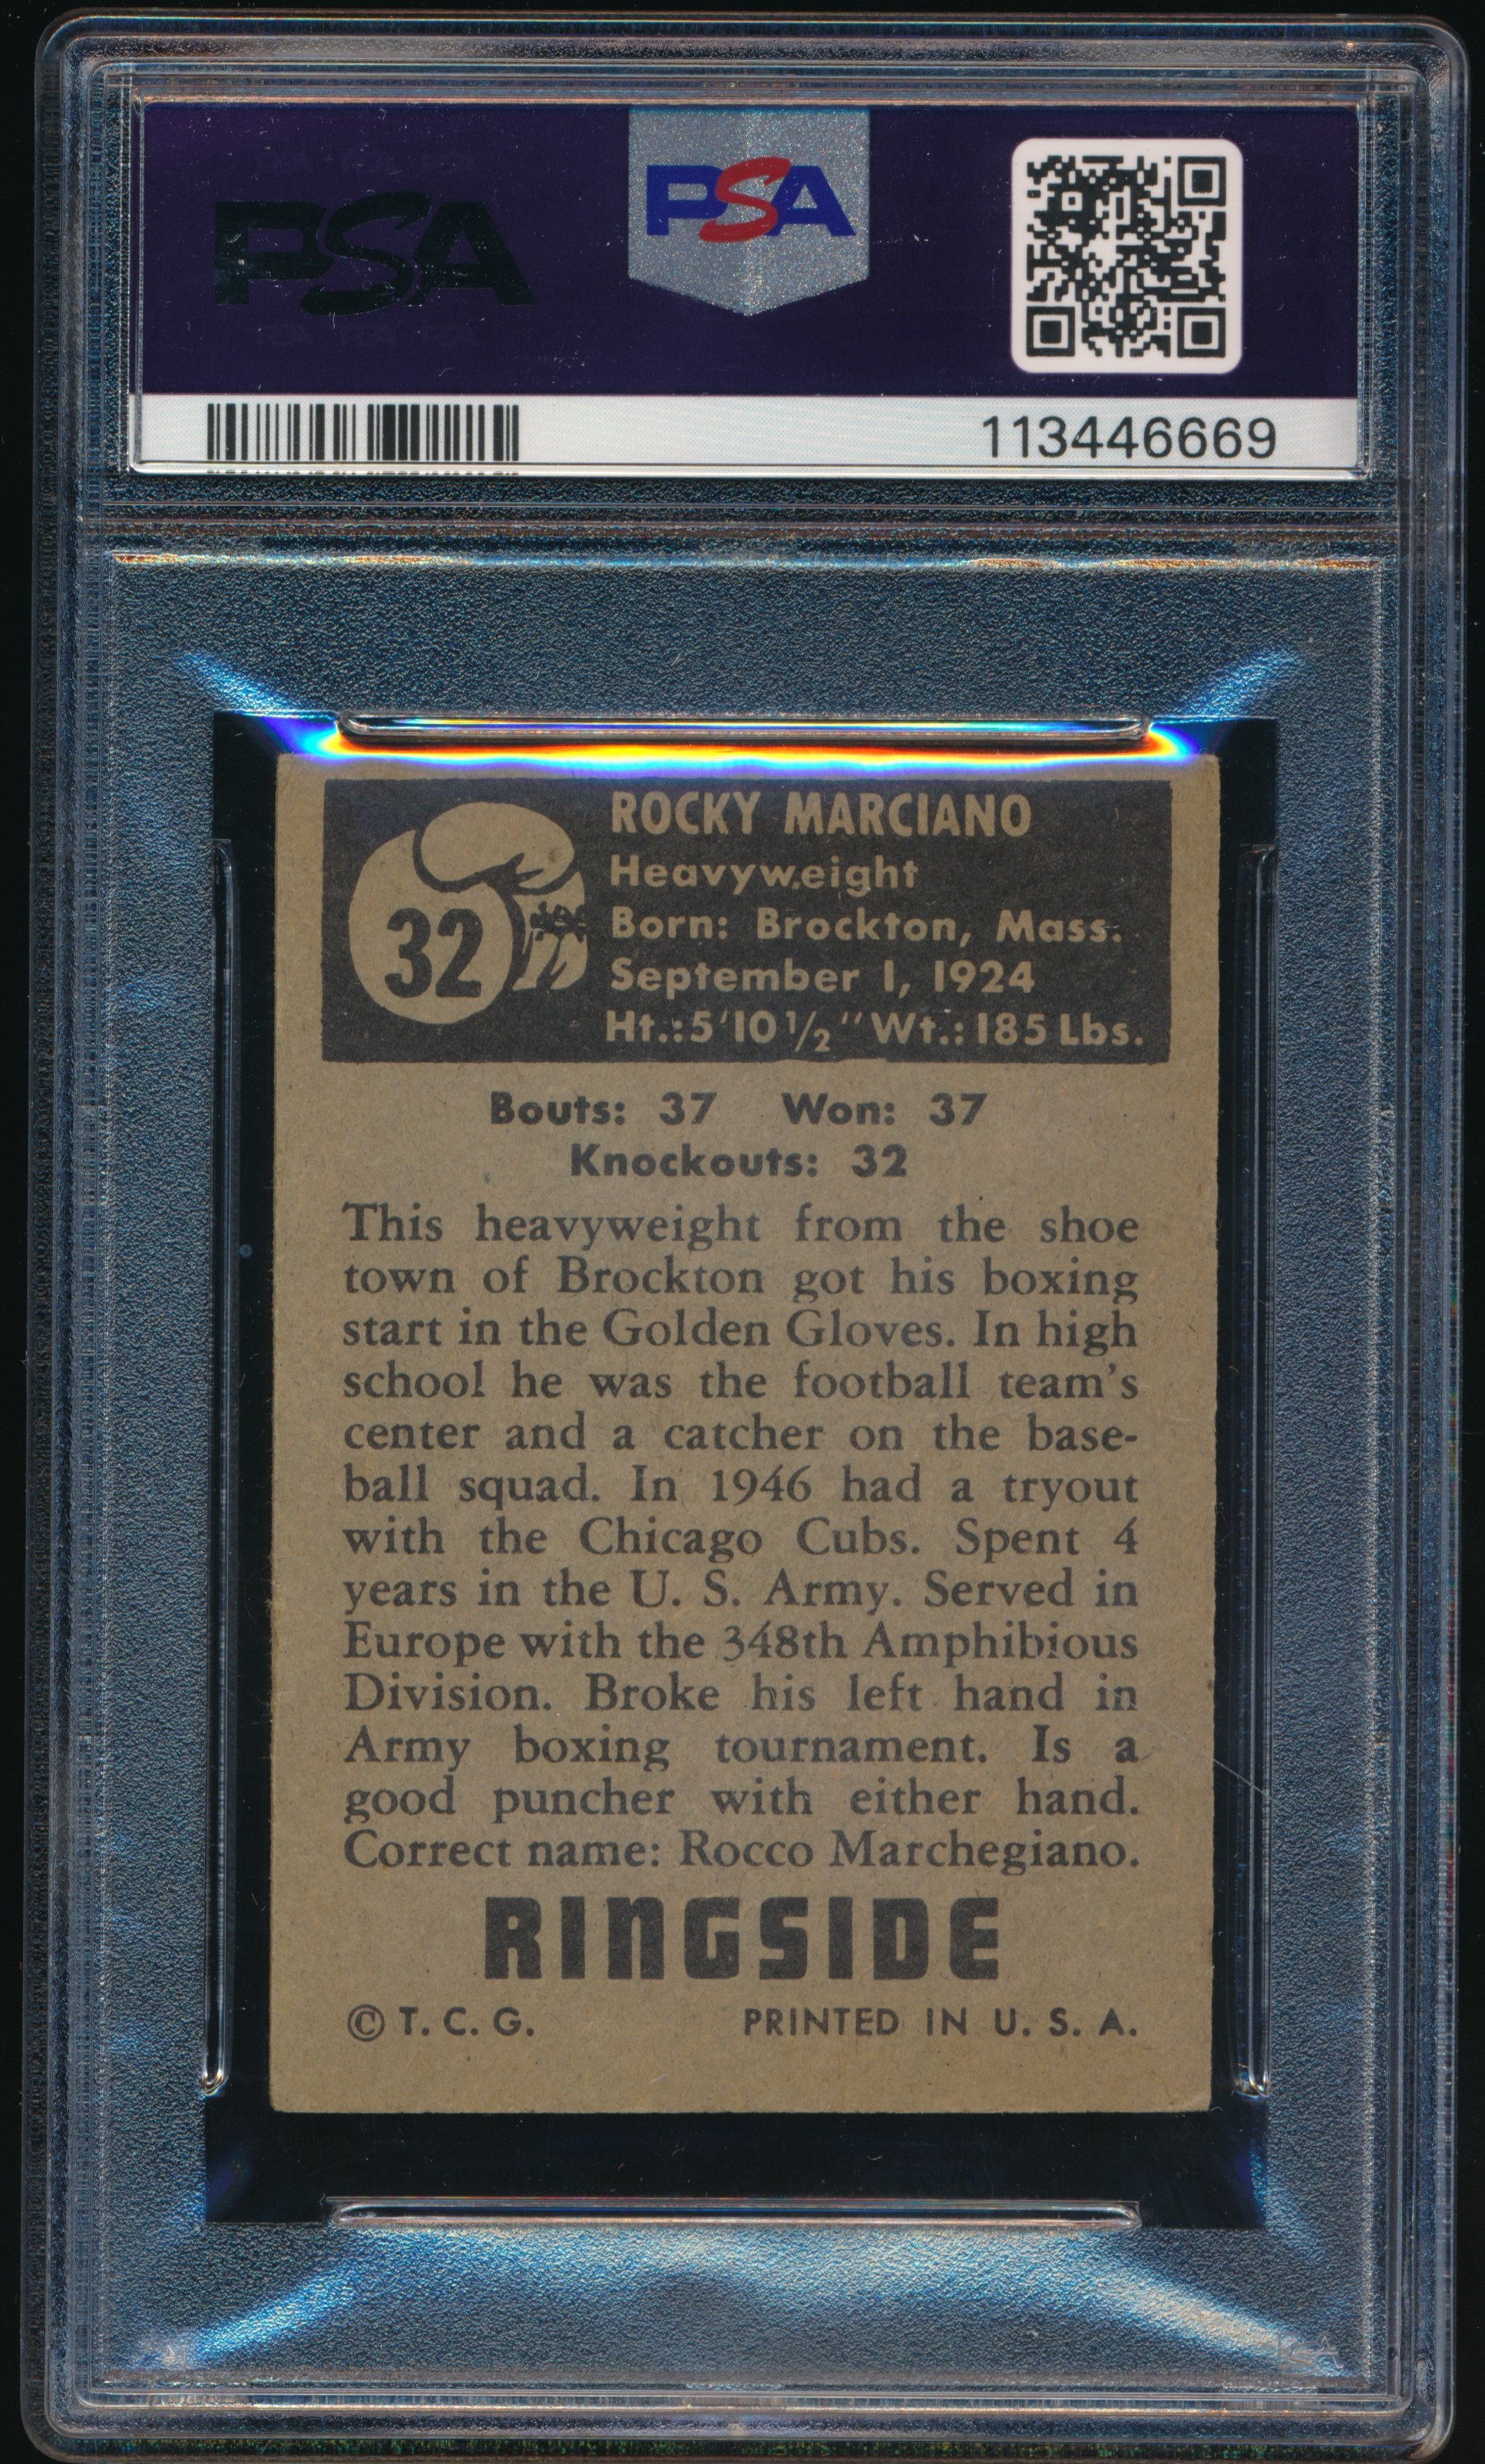 PSA
PSA
113446669
32
ROCKY MARCIANO
Heavyweight
Born: Brockton, Mass.
September 1, 1924
Ht.: 5'10 1/2" Wt.: 185 Lbs.
Bouts: 37 Won: 37
Knockouts: 32
This heavyweight from the shoe
town of Brockton got his boxing
start in the Golden Gloves. In high
school he was the football team's
center and a catcher on the base-
ball squad. In 1946 had a tryout
with the Chicago Cubs. Spent 4
years in the U. S. Army. Served in
Europe with the 348th Amphibious
Division. Broke his left hand in
Army boxing tournament. Is a
good puncher with either hand.
Correct name: Rocco Marchegiano.
RINGSIDE
© T. C. G. PRINTED IN U. S. A.